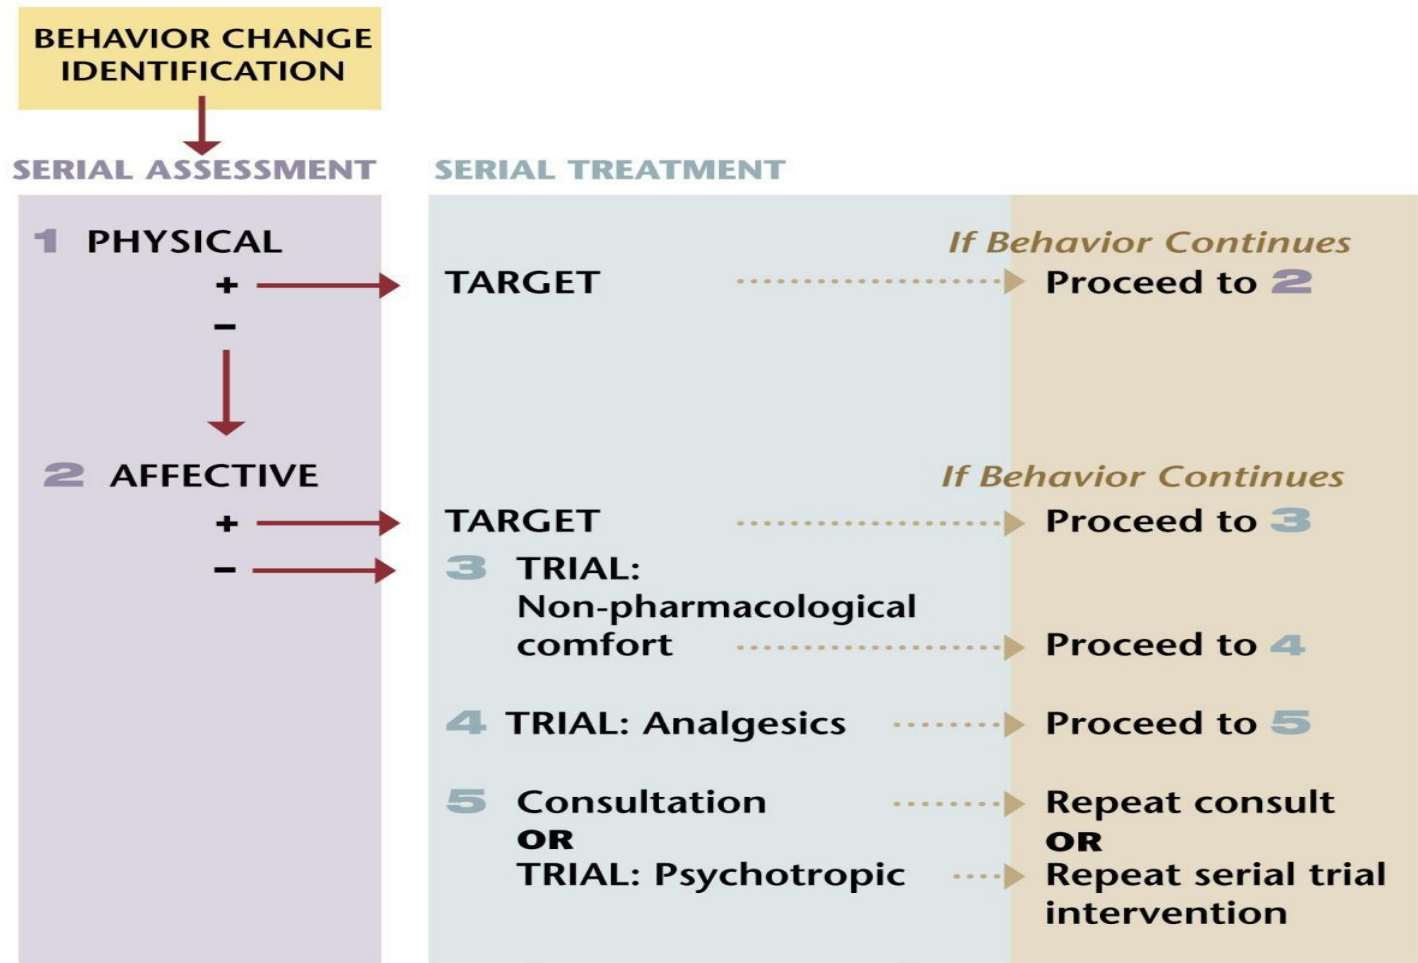 BEHAVIOR CHANGE
IDENTIFICATION
SERIAL ASSESSMENT
SERIAL TREATMENT
1 PHYSICAL
If Behavior Continues
+
TARGET
Proceed to 2
–
2 AFFECTIVE
If Behavior Continues
+
TARGET
Proceed to 3
–
3 TRIAL:
Non-pharmacological
comfort
Proceed to 4
4 TRIAL: Analgesics
Proceed to 5
5 Consultation
OR
TRIAL: Psychotropic
Repeat consult
OR
Repeat serial trial
intervention